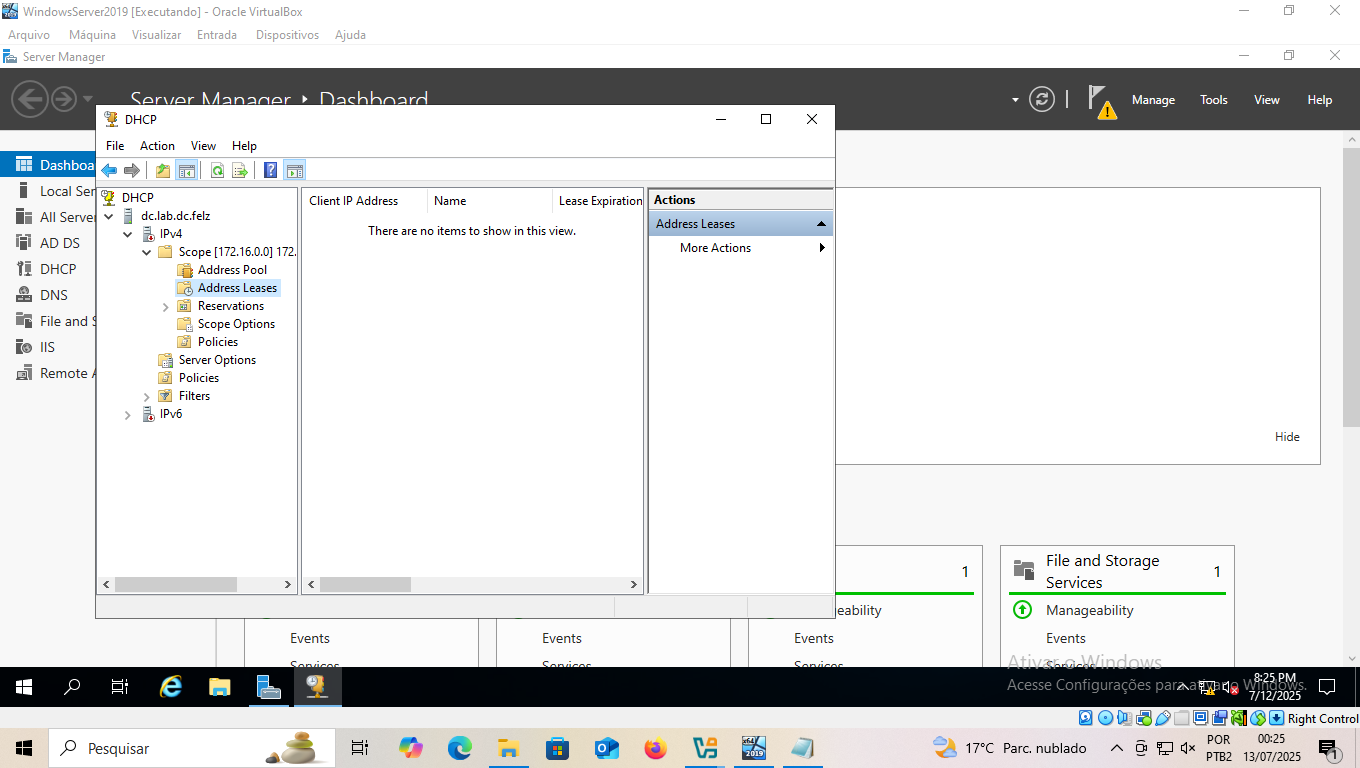 WindowsServer2019 [Executando] - Oracle VirtualBox
Arquivo Máquina Visualizar Entrada Dispositivos Ajuda
Server Manager
Server Manager Dashboard
Manage Tools View Help
DHCP
File Action View Help
Dashboa
Local Ser
All Server
AD DS
DHCP
DNS
File and S
IIS
Remote A
DHCP
dc.lab.dc.felz
IPv4
Scope [172.16.0.0] 172.
Address Pool
Address Leases
Reservations
Scope Options
Policies
Server Options
Policies
Filters
IPv6
Client IP Address Name Lease Expiration
There are no items to show in this view.
Actions
Address Leases
More Actions
Hide
1
eability
File and Storage
Services 1
Manageability
Events Events Events Events
Services Services Services Services
Ativar o Windows
Acesse Configurações para ativar o Windows.
8:25 PM
7/12/2025
Right Control
x64
2019
Pesquisar
17°C Parc. nublado
POR
PTB2
00:25
13/07/2025
1